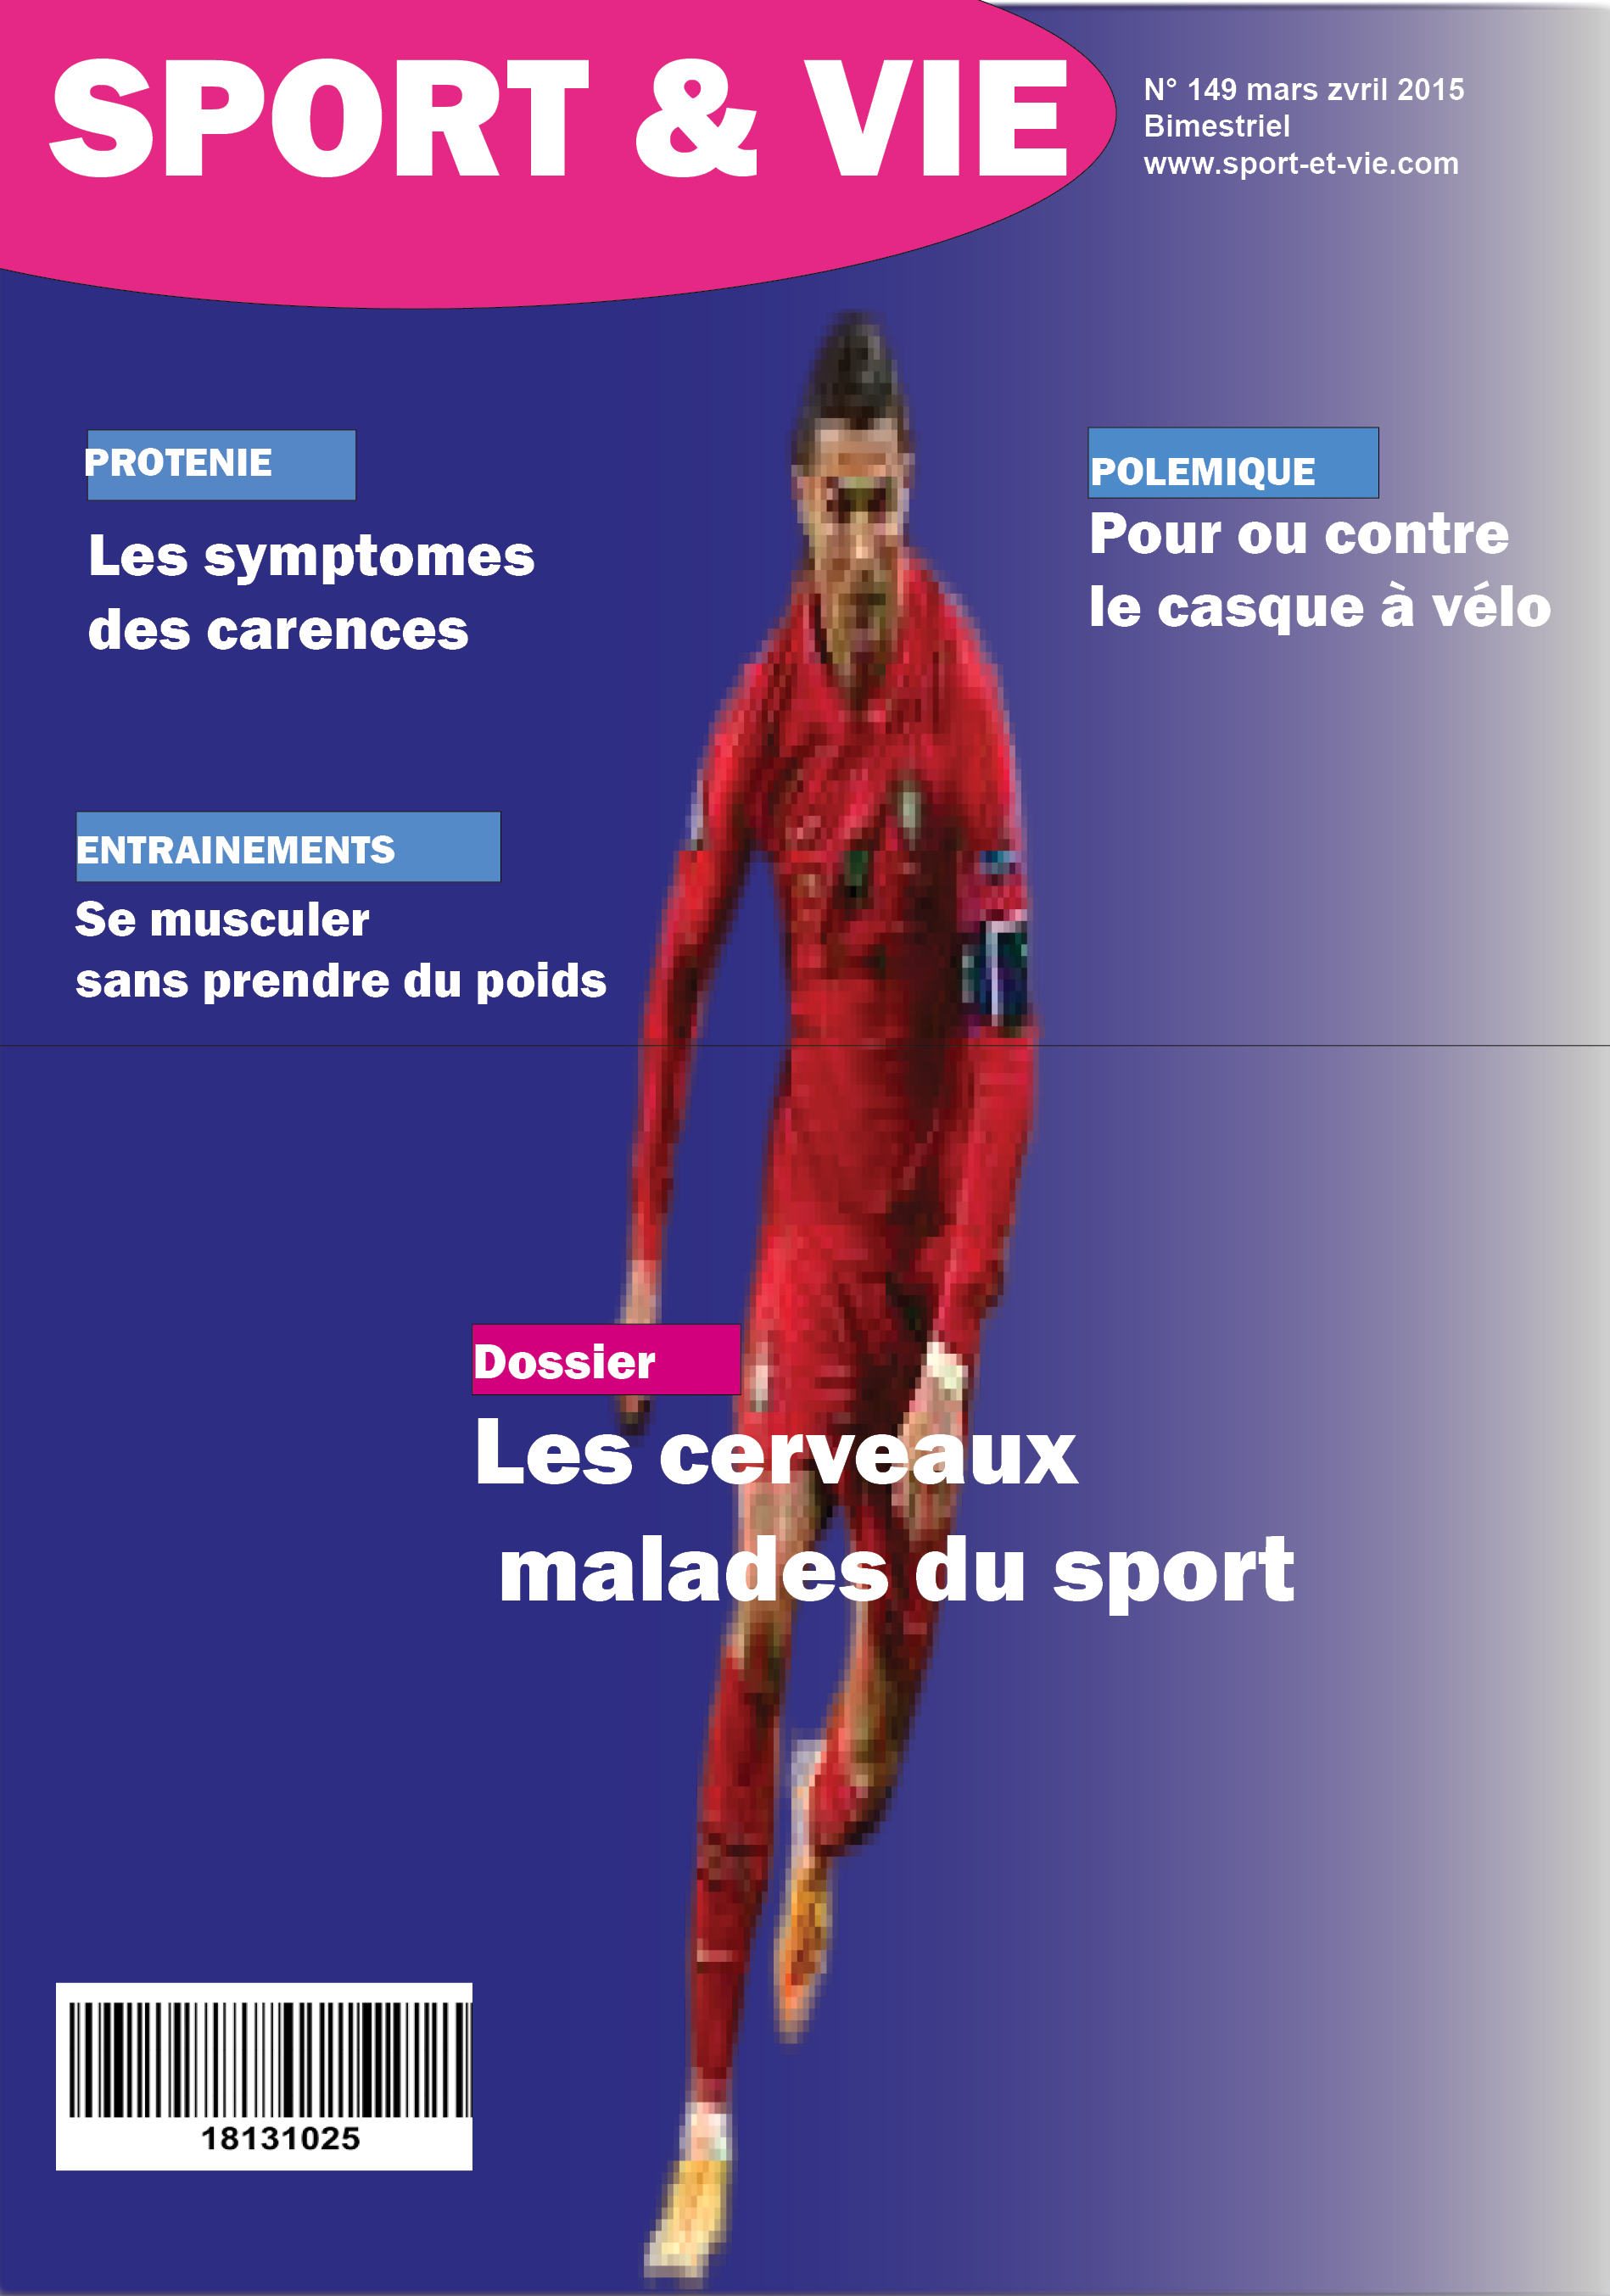 SPORT & VIE
N° 149 mars zvril 2015
Bimestriel
www.sport-et-vie.com
PROTENIE
Les symptomes
des carences
POLEMIQUE
Pour ou contre
le casque à vélo
ENTRAINEMENTS
Se musculer
sans prendre du poids
Dossier
Les cerveaux
malades du sport
18131025